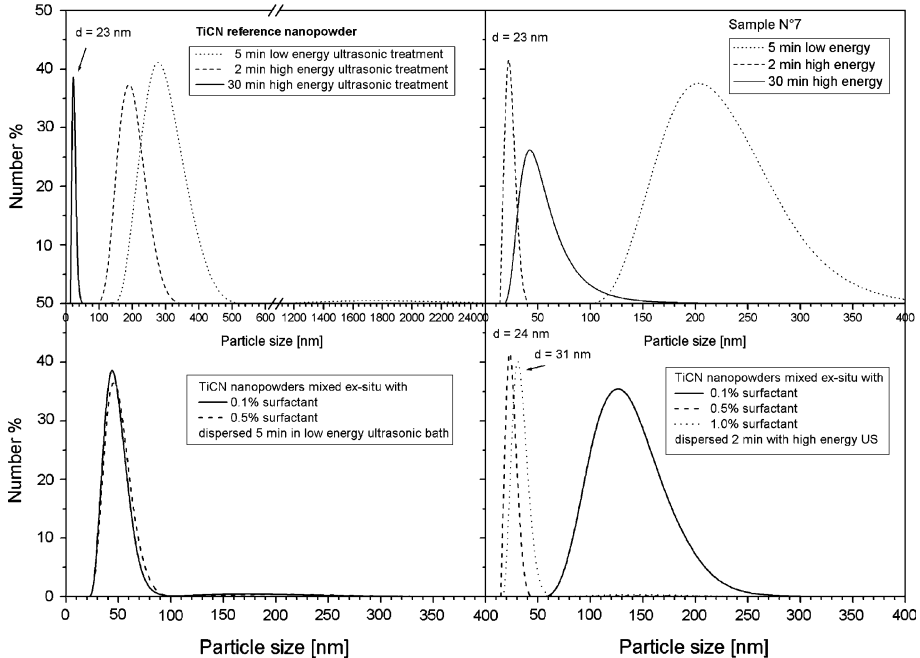 50
40
30
20
10
50
Number %
d = 23 nm
TiCN reference nanopowder
5 min low energy ultrasonic treatment
2 min high energy ultrasonic treatment
30 min high energy ultrasonic treatment
0 100 200 300 400 500 600 1200 1400 1600 1800 2000 2200 2400
Particle size [nm]
d = 23 nm
Sample N°7
5 min low energy
2 min high energy
30 min high energy
0 50 100 150 200 250 300 350 400
Particle size [nm]
40
30
20
10
0
Number %
TiCN nanopowders mixed ex-situ with
0.1% surfactant
0.5% surfactant
dispersed 5 min in low energy ultrasonic bath
0 50 100 150 200 250 300 350 400
Particle size [nm]
d = 24 nm
d = 31 nm
TiCN nanopowders mixed ex-situ with
0.1% surfactant
0.5% surfactant
1.0% surfactant
dispersed 2 min with high energy US
50 100 150 200 250 300 350 400
Particle size [nm]